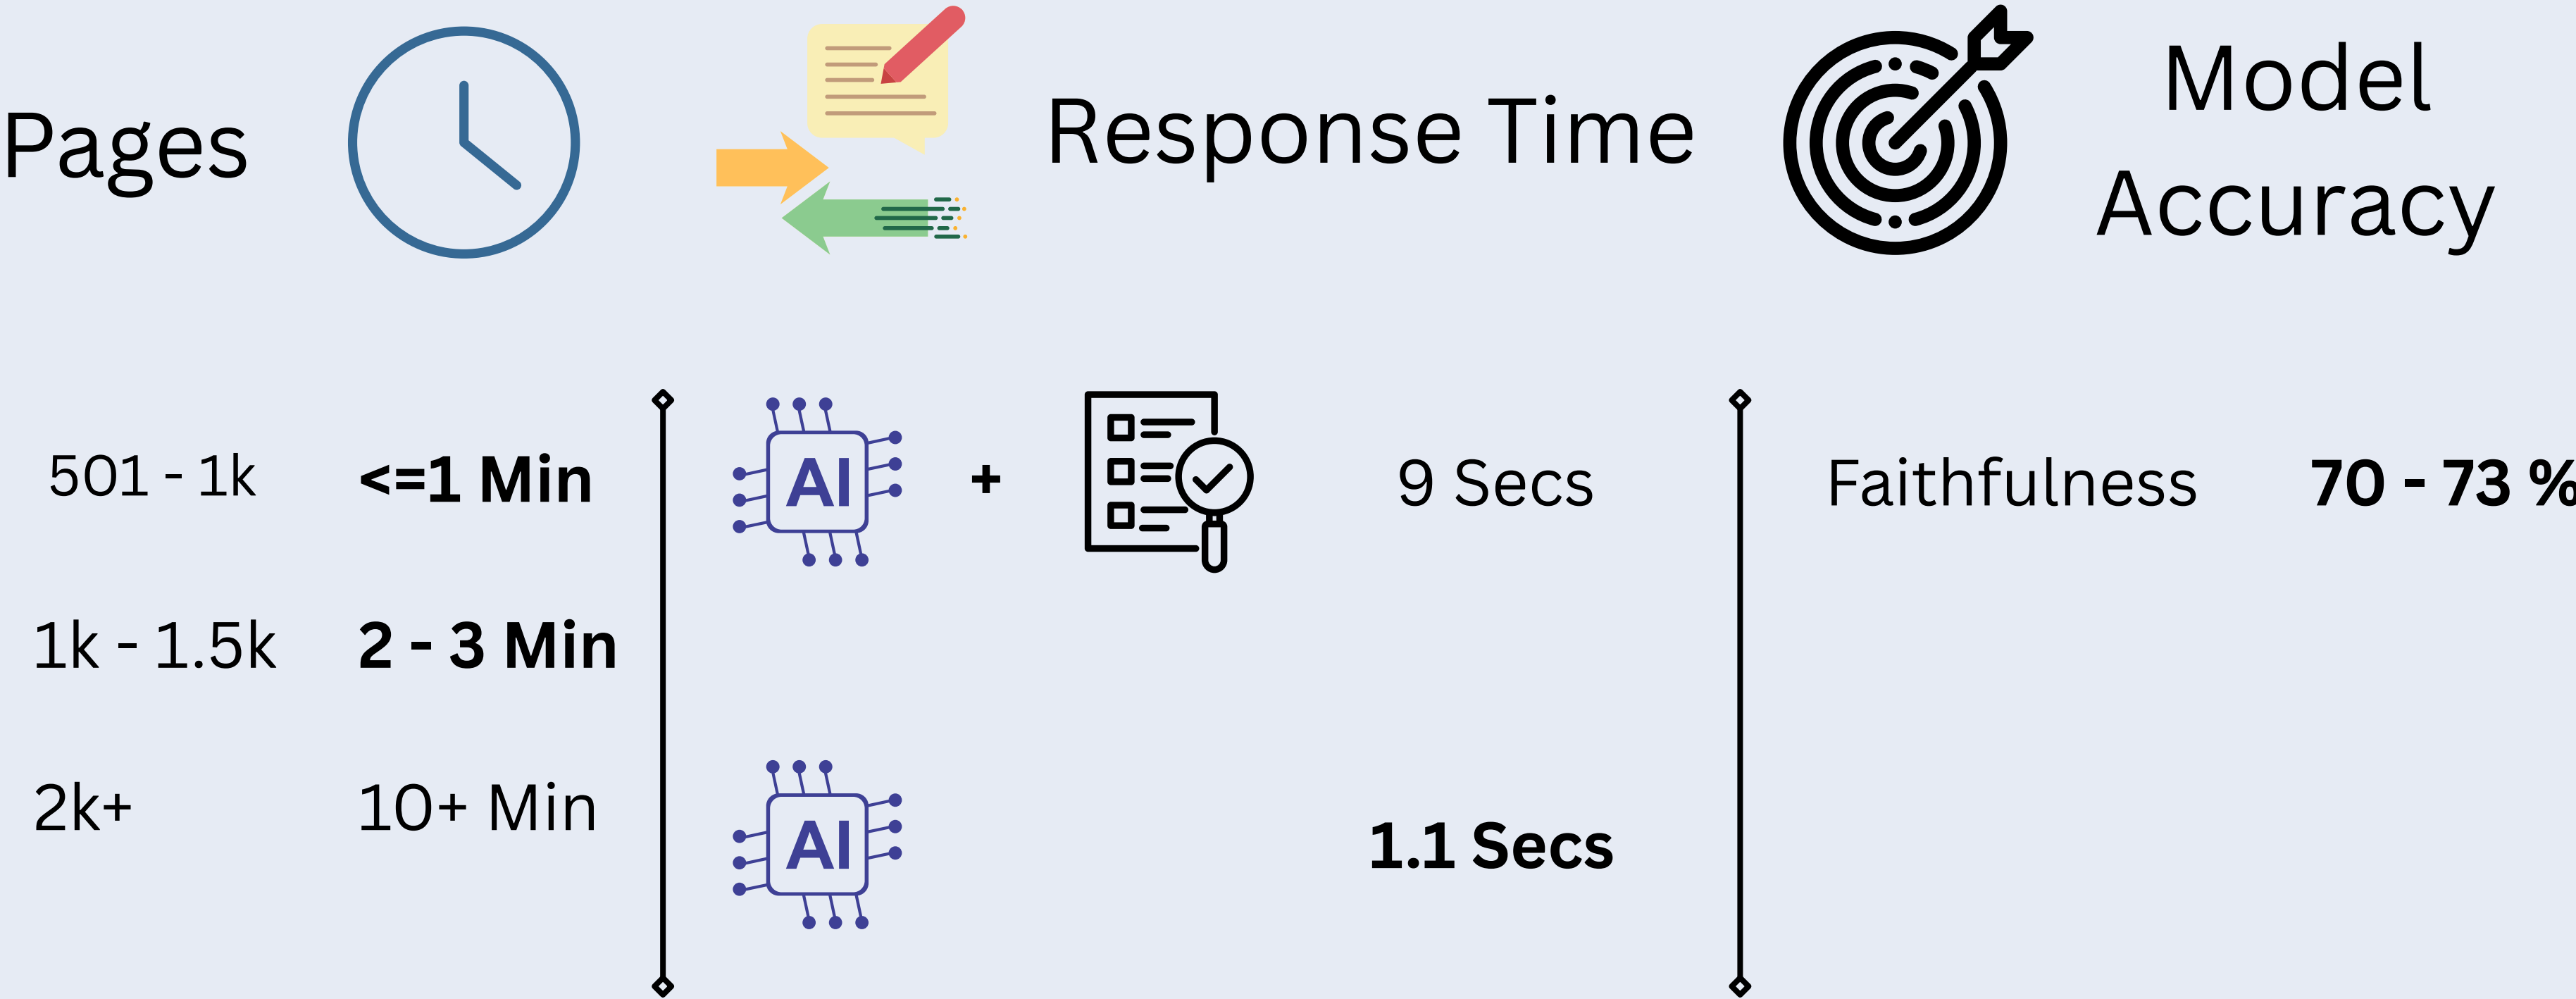 Pages
Response Time
Model
Accuracy
501 - 1k <=1 Min
AI + 9 Secs
Faithfulness 70 - 73 %
1k - 1.5k 2 - 3 Min
2k+ 10+ Min
AI 1.1 Secs